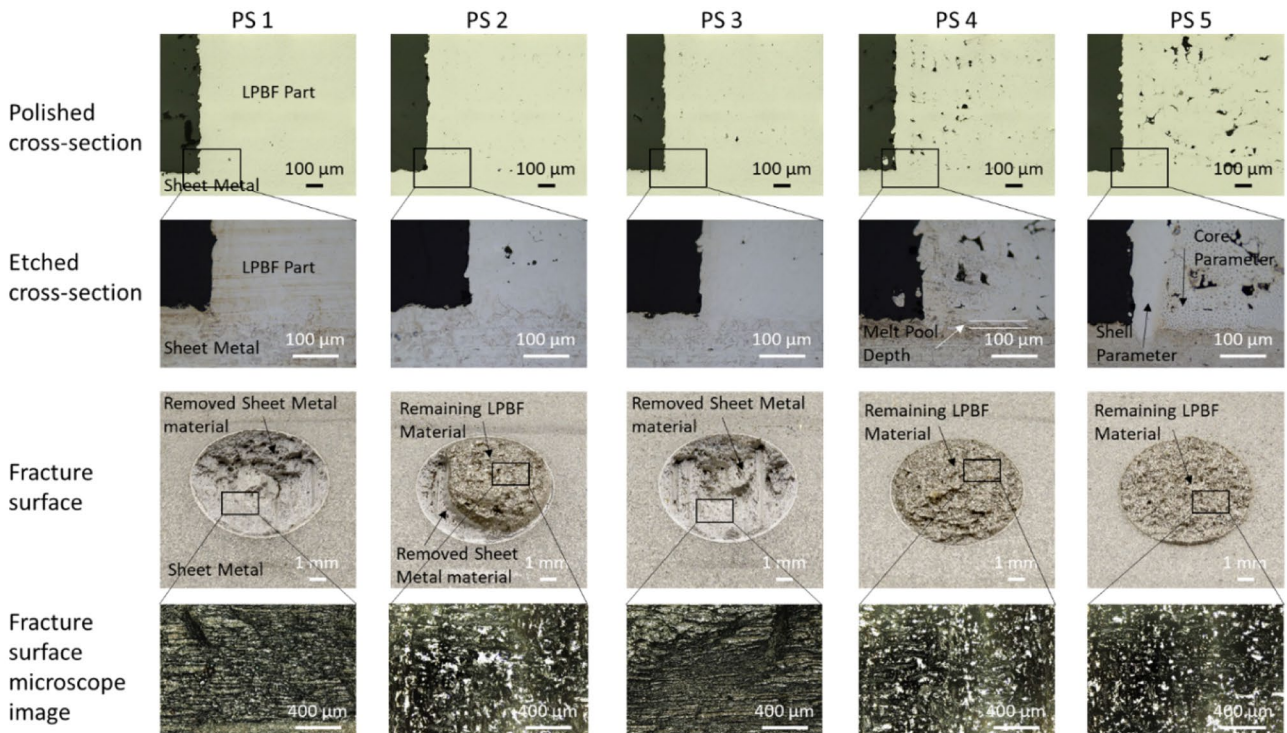 PS 1
PS 2
PS 3
PS 4
PS 5
Polished
cross-section
LPBF Part
Sheet Metal
100 µm
100 µm
100 µm
100 µm
100 µm
Etched
cross-section
LPBF Part
Sheet Metal
100 µm
100 µm
100 µm
Melt Pool
Depth
100 µm
Core
Parameter
Shell
Parameter
100 µm
Fracture
surface
Removed Sheet Metal
material
Sheet Metal
1 mm
Remaining LPBF
Material
Removed Sheet
Metal material
1 mm
Removed Sheet Metal
material
1 mm
Remaining LPBF
Material
1 mm
Remaining LPBF
Material
1 mm
Fracture
surface
microscope
image
400 µm
400 µm
400 µm
400 µm
400 µm